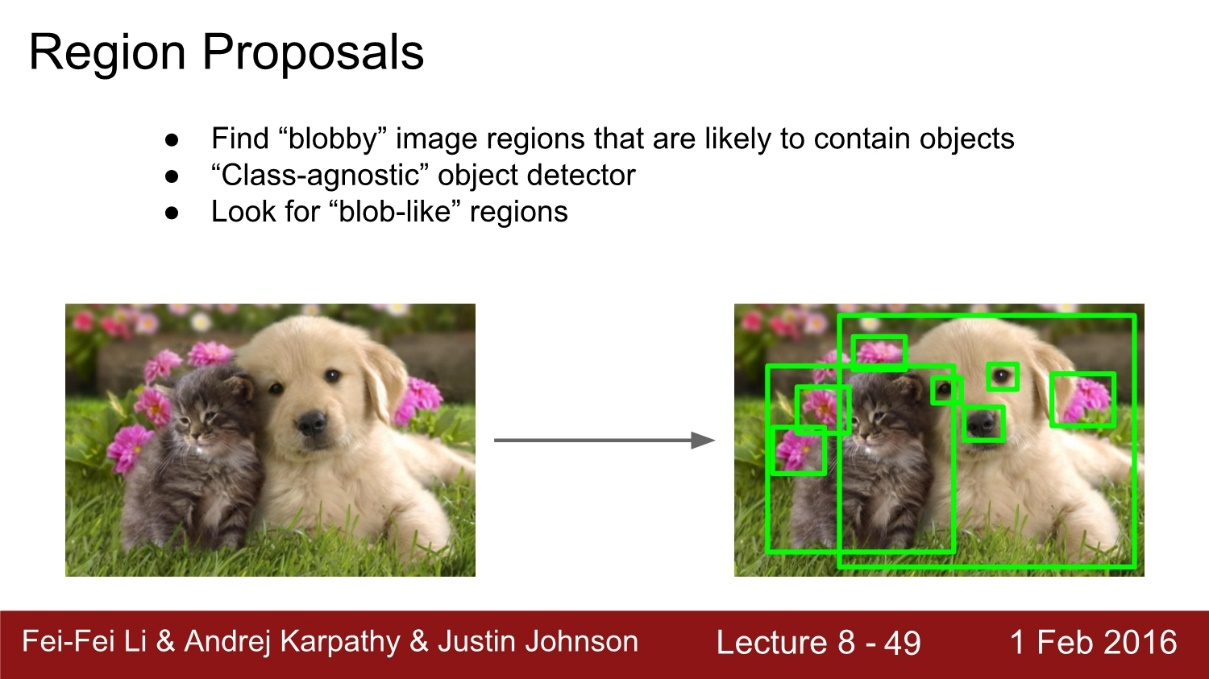 Region Proposals
● Find “blobby” image regions that are likely to contain objects
● “Class-agnostic” object detector
● Look for “blob-like” regions
Fei-Fei Li & Andrej Karpathy & Justin Johnson Lecture 8 - 49 1 Feb 2016